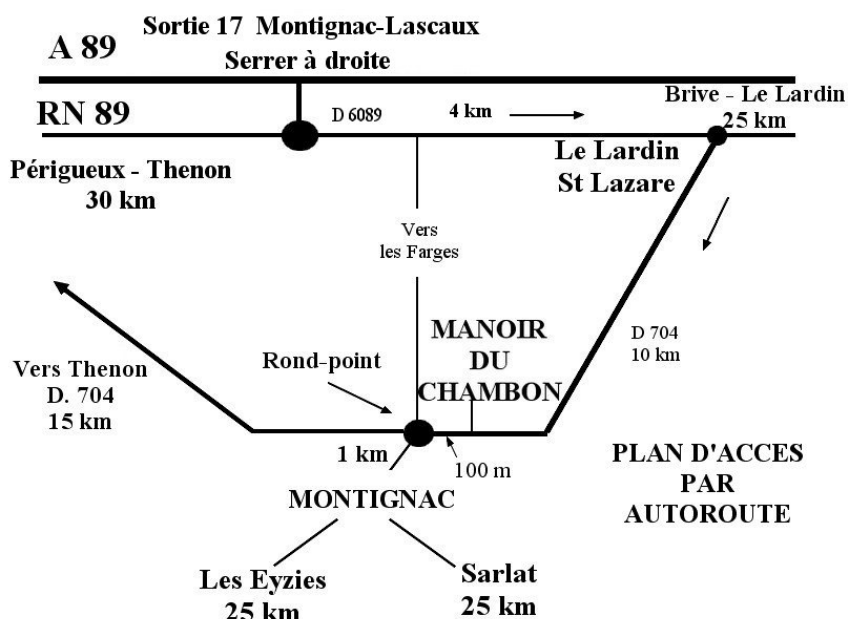 Sortie 17 Montignac-Lascaux
A 89
Serrer à droite
Brive - Le Lardin
25 km
RN 89
D 6089
4 km
Périgueux - Thenon
30 km
Le Lardin
St Lazare
Vers
les Farges
MANOIR
DU
CHAMBON
D 704
10 km
Rond-point
Vers Thenon
D. 704
15 km
1 km
100 m
PLAN D'ACCES
PAR
AUTOROUTE
MONTIGNAC
Les Eyzies
25 km
Sarlat
25 km